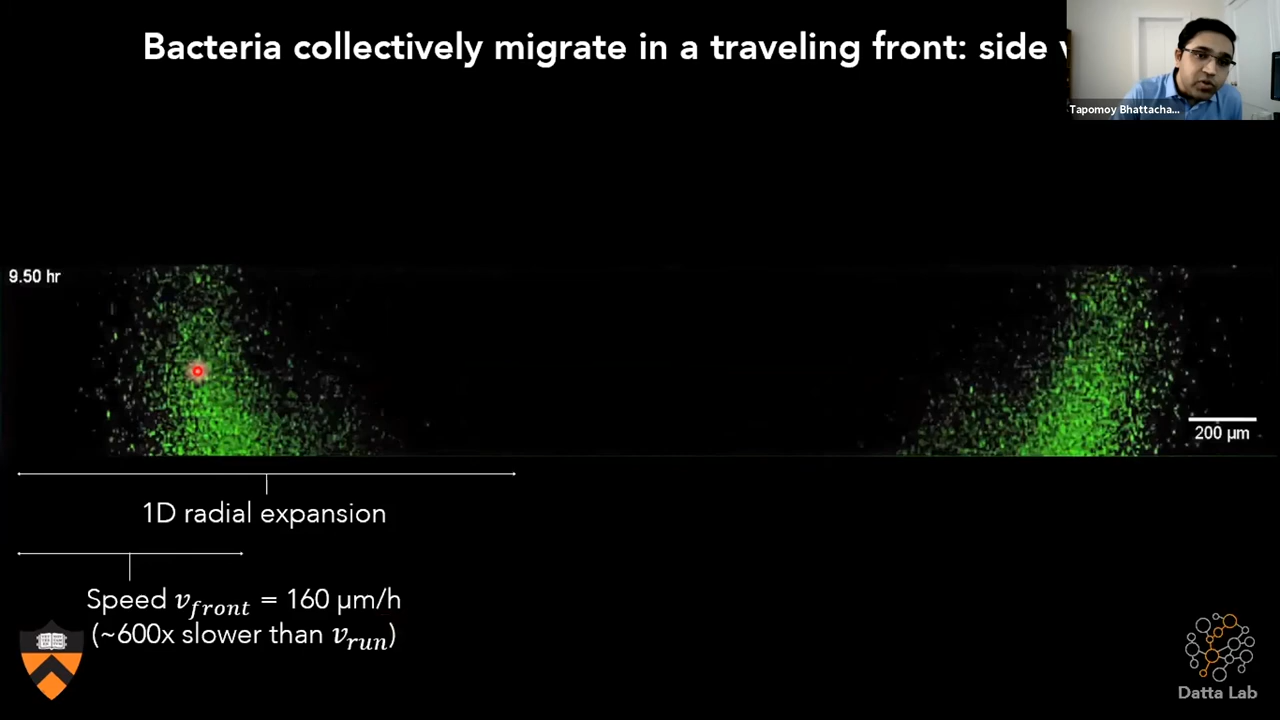 Bacteria collectively migrate in a traveling front: side
Tapomoy Bhattacha...
9.50 hr
200 µm
1D radial expansion
Speed v_front = 160 µm/h
(~600x slower than v_run)
Datta Lab